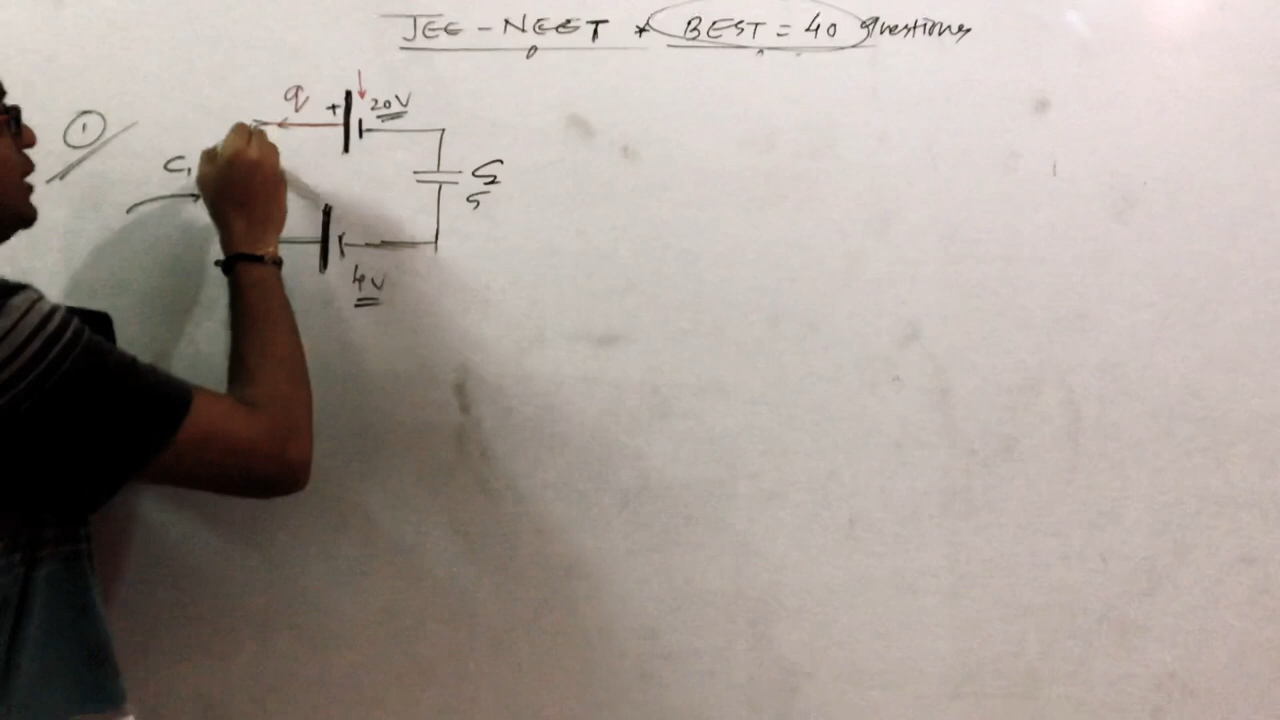 JEE - NEET * BEST = 40 Questions
①
q
+
20V
C₁
C₂
5
4V